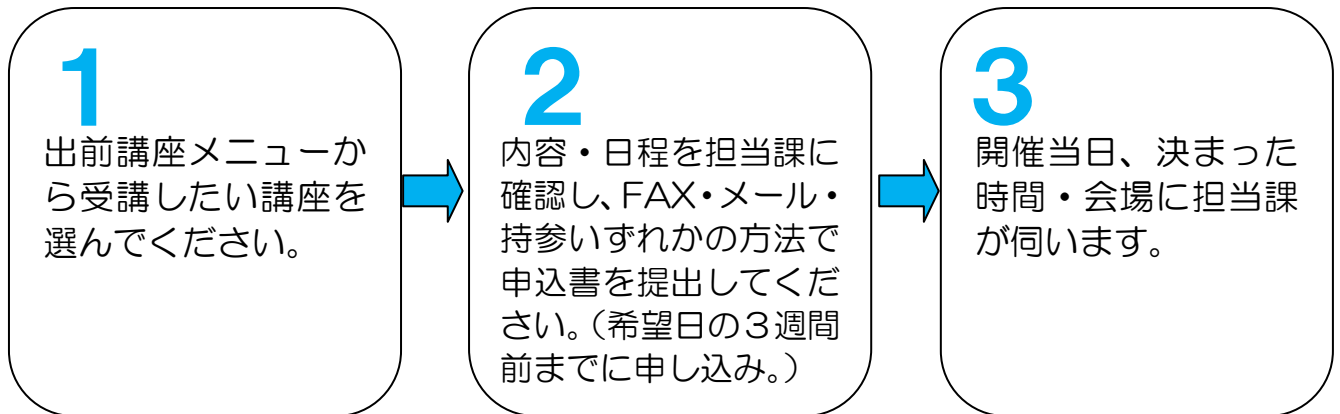 1
出前講座メニューか
ら受講したい講座を
選んでください。
2
内容・日程を担当課に
確認し、FAX・メール・
持参いずれかの方法で
申込書を提出してくだ
さい。（希望日の３週間
前までに申し込み。）
3
開催当日、決まった
時間・会場に担当課
が伺います。